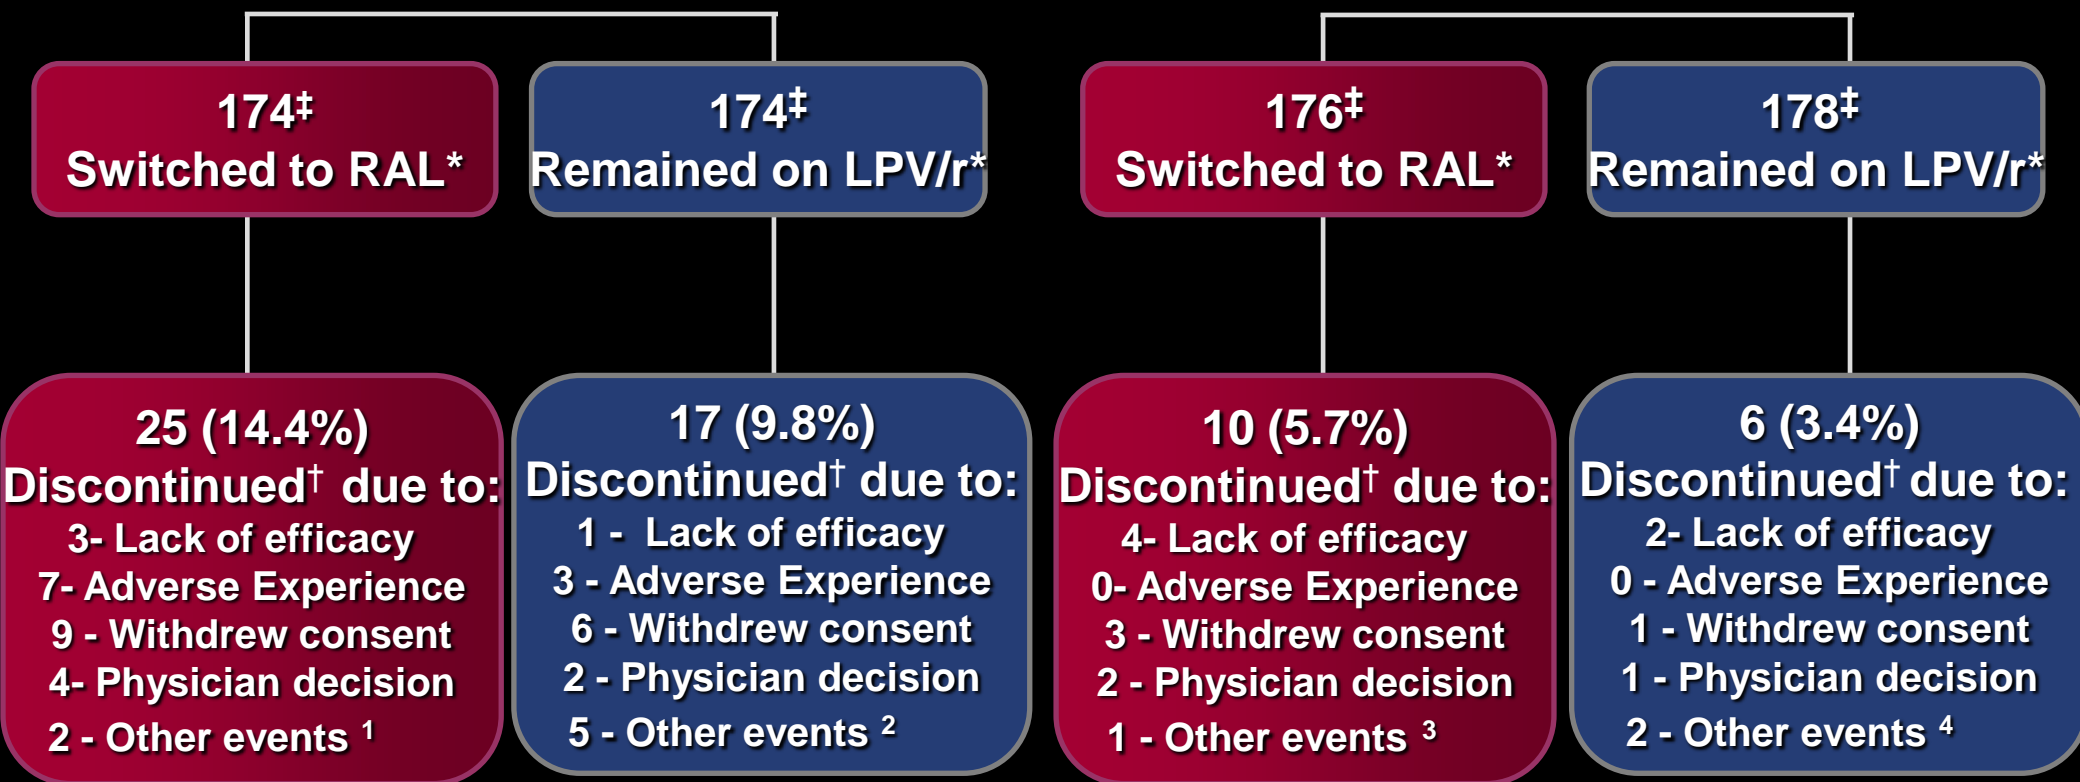 174‡
Switched to RAL*
174‡
Remained on LPV/r*
176‡
Switched to RAL*
178‡
Remained on LPV/r*
25 (14.4%)
Discontinued† due to:
3- Lack of efficacy
7- Adverse Experience
9 - Withdrew consent
4- Physician decision
2 - Other events 1
17 (9.8%)
Discontinued† due to:
1 -  Lack of efficacy
3 - Adverse Experience
6 - Withdrew consent
2 - Physician decision
5 - Other events 2
10 (5.7%)
Discontinued† due to:
4- Lack of efficacy
0- Adverse Experience
3 - Withdrew consent
2 - Physician decision
1 - Other events 3
6 (3.4%)
Discontinued† due to:
2- Lack of efficacy
0 - Adverse Experience
1 - Withdrew consent
1 - Physician decision
2 - Other events 4